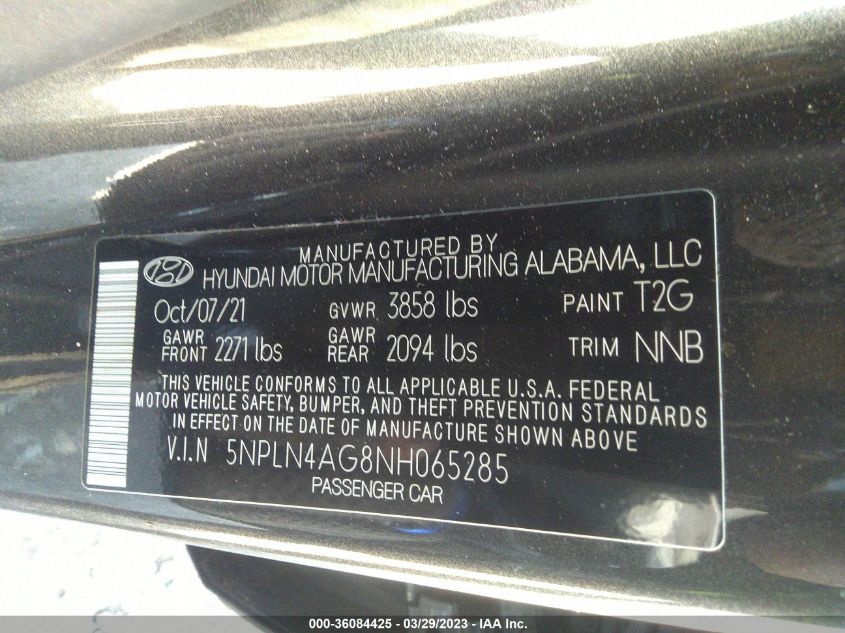 MANUFACTURED BY
HYUNDAI MOTOR MANUFACTURING ALABAMA, LLC
Oct/07/21 GVWR 3858 lbs PAINT T2G
GAWR FRONT 2271 lbs GAWR REAR 2094 lbs TRIM NNB
THIS VEHICLE CONFORMS TO ALL APPLICABLE U.S.A. FEDERAL
MOTOR VEHICLE SAFETY, BUMPER, AND THEFT PREVENTION STANDARDS
IN EFFECT ON THE DATE OF MANUFACTURE SHOWN ABOVE
V.I.N 5NPLN4AG8NH065285
PASSENGER CAR
000-36084425 - 03/29/2023 - IAA Inc.